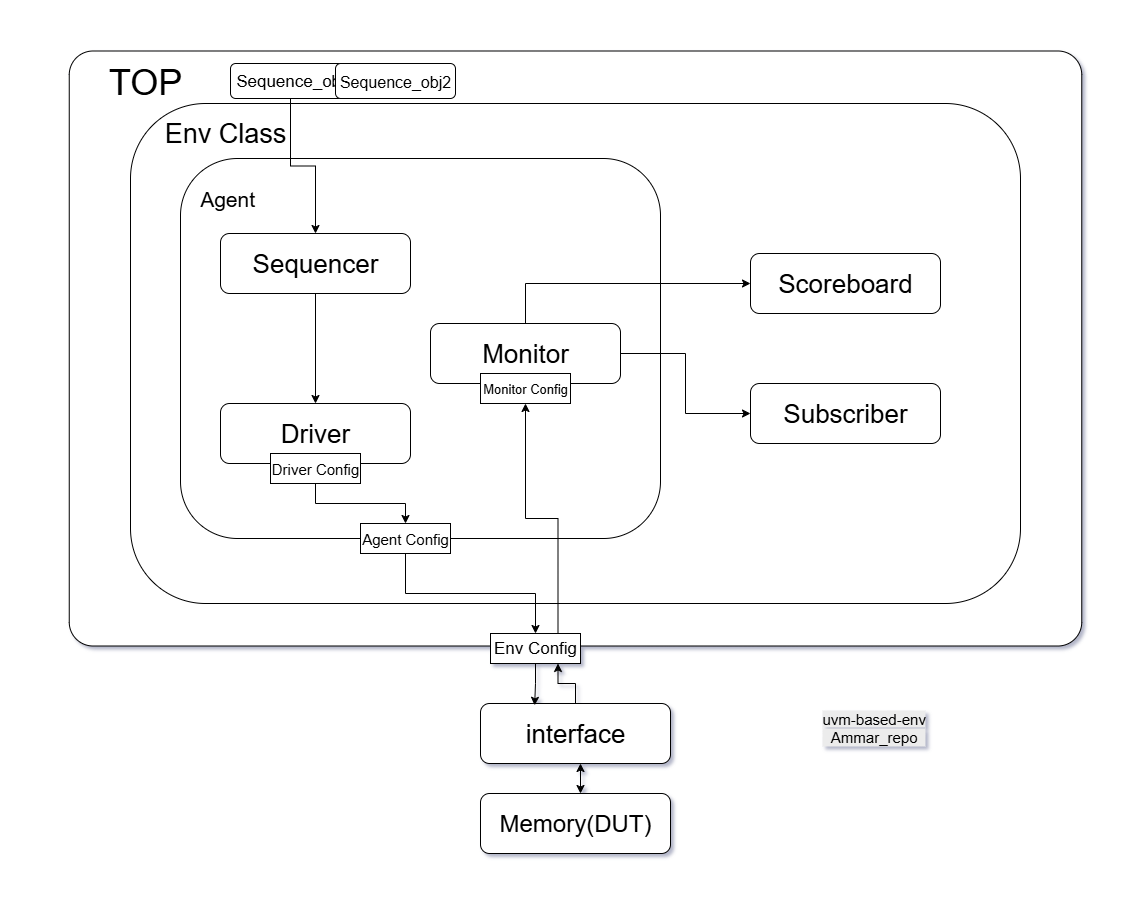 TOP
Sequence_ob
Sequence_obj2
Env Class
Agent
Sequencer
Scoreboard
Monitor
Monitor Config
Subscriber
Driver
Driver Config
Agent Config
Env Config
interface
uvm-based-env
Ammar_repo
Memory(DUT)